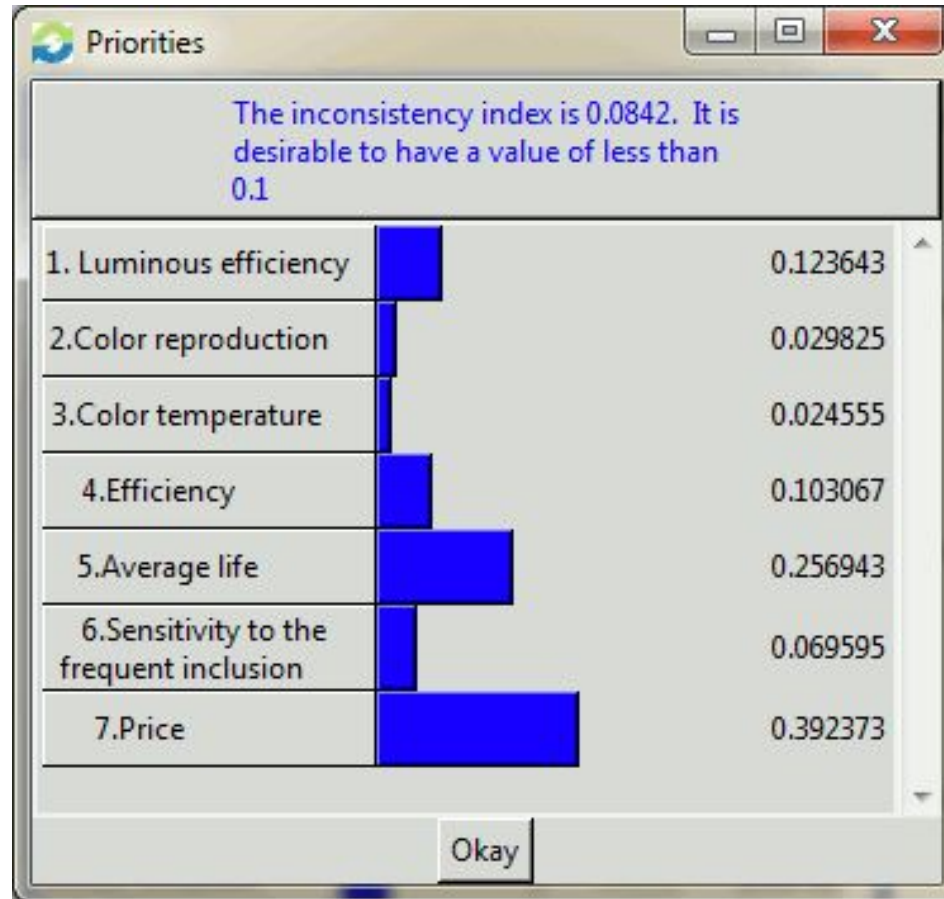 Priorities
The inconsistency index is 0.0842. It is
desirable to have a value of less than
0.1
1. Luminous efficiency 0.123643
2.Color reproduction 0.029825
3.Color temperature 0.024555
4.Efficiency 0.103067
5.Average life 0.256943
6.Sensitivity to the
frequent inclusion 0.069595
7.Price 0.392373
Okay